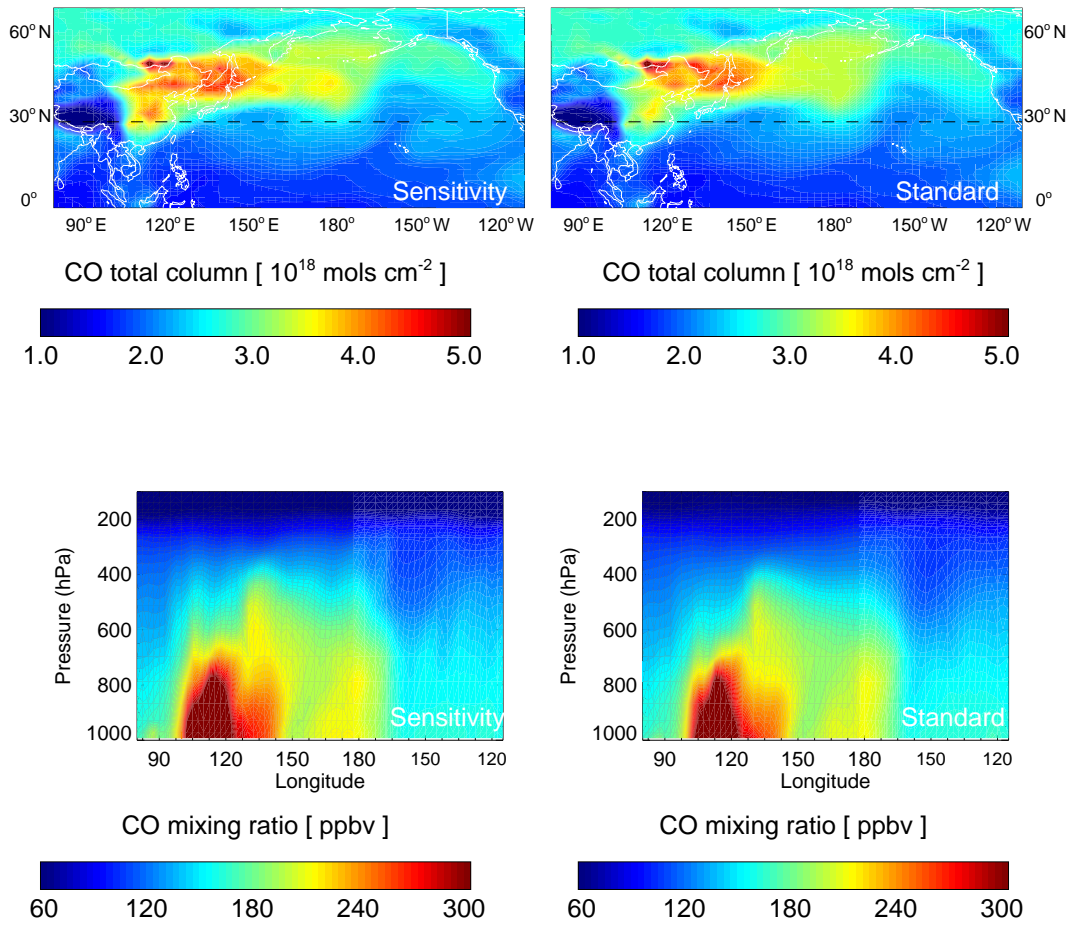 60° N
30° N
0°
Sensitivity
90° E 120° E 150° E 180° 150° W 120° W
60° N
30° N
0°
Standard
90° E 120° E 150° E 180° 150° W 120° W
CO total column [ 10¹⁸ mols cm⁻² ]
1.0 2.0 3.0 4.0 5.0
CO total column [ 10¹⁸ mols cm⁻² ]
1.0 2.0 3.0 4.0 5.0
Pressure (hPa)
200
400
600
800
1000
Sensitivity
90 120 150 180 150 120
Longitude
Pressure (hPa)
200
400
600
800
1000
Standard
90 120 150 180 150 120
Longitude
CO mixing ratio [ ppbv ]
60 120 180 240 300
CO mixing ratio [ ppbv ]
60 120 180 240 300